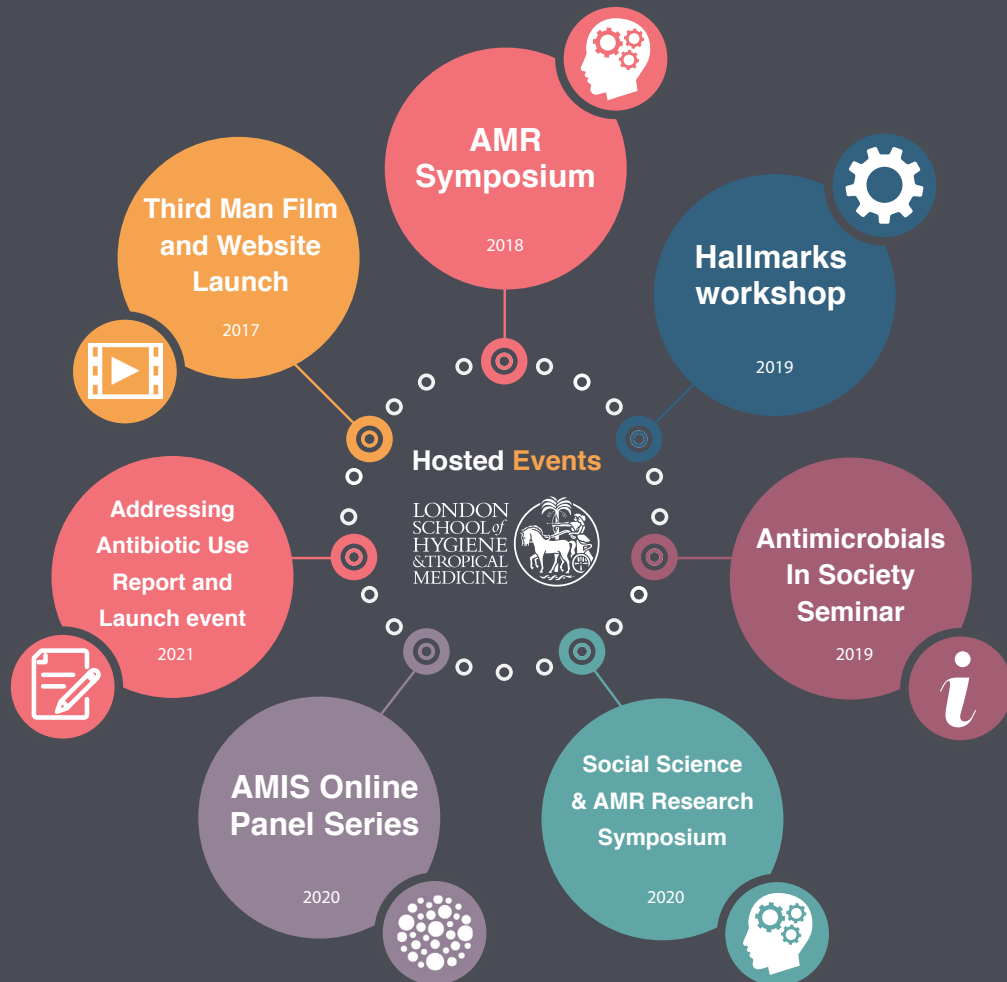 AMR
Symposium
2018
Hallmarks
workshop
2019
Antimicrobials
In Society
Seminar
2019
Social Science
& AMR Research
Symposium
2020
AMIS Online
Panel Series
2020
Addressing
Antibiotic Use
Report and
Launch event
2021
Third Man Film
and Website
Launch
2017
Hosted Events
LONDON
SCHOOL of
HYGIENE
& TROPICAL
MEDICINE